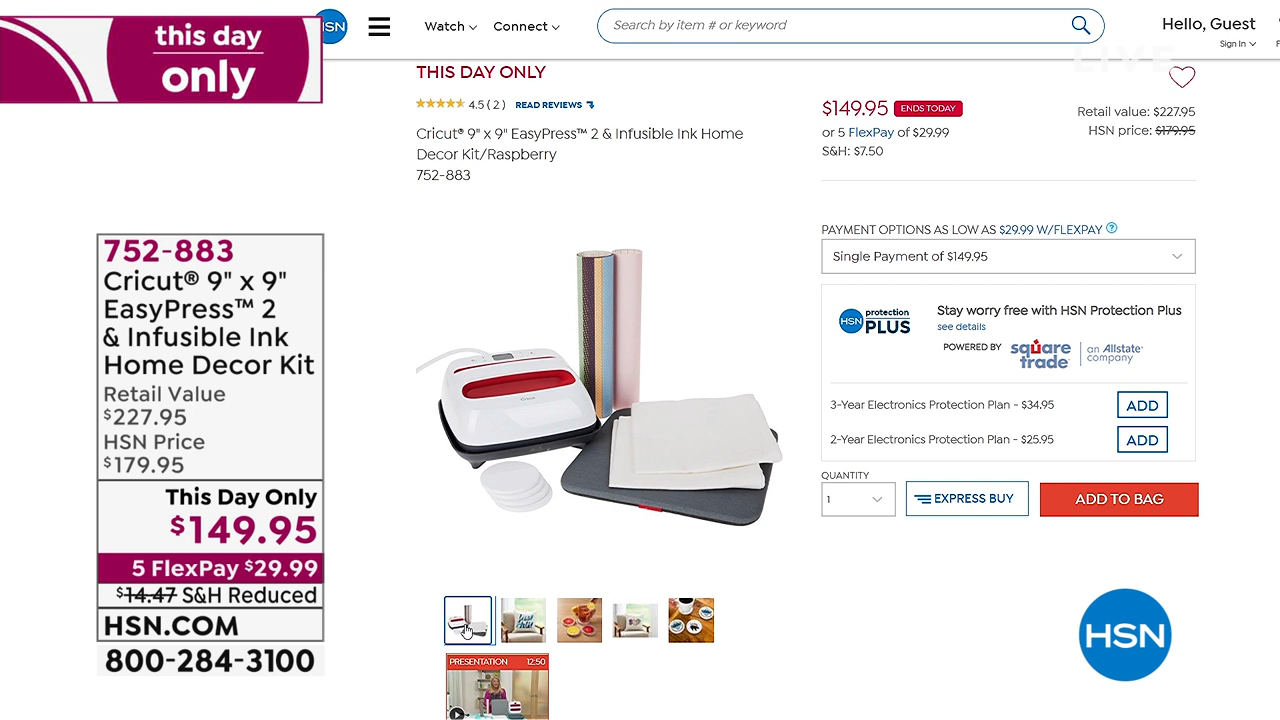 this day
only
HSN
Watch
Connect
Search by item # or keyword
Hello, Guest
Sign In
LIVE
THIS DAY ONLY
4.5 ( 2 ) READ REVIEWS
Cricut® 9" x 9" EasyPress™ 2 & Infusible Ink Home
Decor Kit/Raspberry
752-883
$149.95 ENDS TODAY
or 5 FlexPay of $29.99
S&H: $7.50
Retail value: $227.95
HSN price: $179.95
PAYMENT OPTIONS AS LOW AS $29.99 W/FLEXPAY ?
Single Payment of $149.95
HSN protection PLUS
Stay worry free with HSN Protection Plus
see details
POWERED BY square trade an Allstate company
3-Year Electronics Protection Plan - $34.95 ADD
2-Year Electronics Protection Plan - $25.95 ADD
QUANTITY
1
EXPRESS BUY
ADD TO BAG
752-883
Cricut® 9" x 9"
EasyPress™ 2
& Infusible Ink
Home Decor Kit
Retail Value
$227.95
HSN Price
$179.95
This Day Only
$149.95
5 FlexPay $29.99
$14.47 S&H Reduced
HSN.COM
800-284-3100
Cricut
PRESENTATION 12:50
HSN